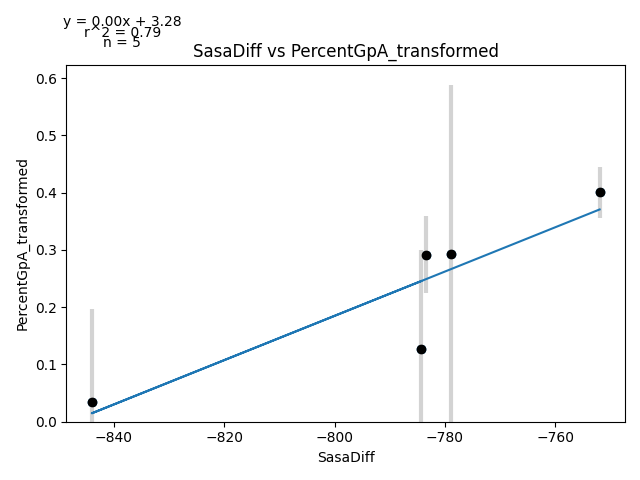 y = 0.00x + 3.28
r^2 = 0.79
n = 5
SasaDiff vs PercentGpA_transformed
0.6
0.5
0.4
0.3
0.2
0.1
0.0
PercentGpA_transformed
−840
−820
−800
−780
−760
SasaDiff